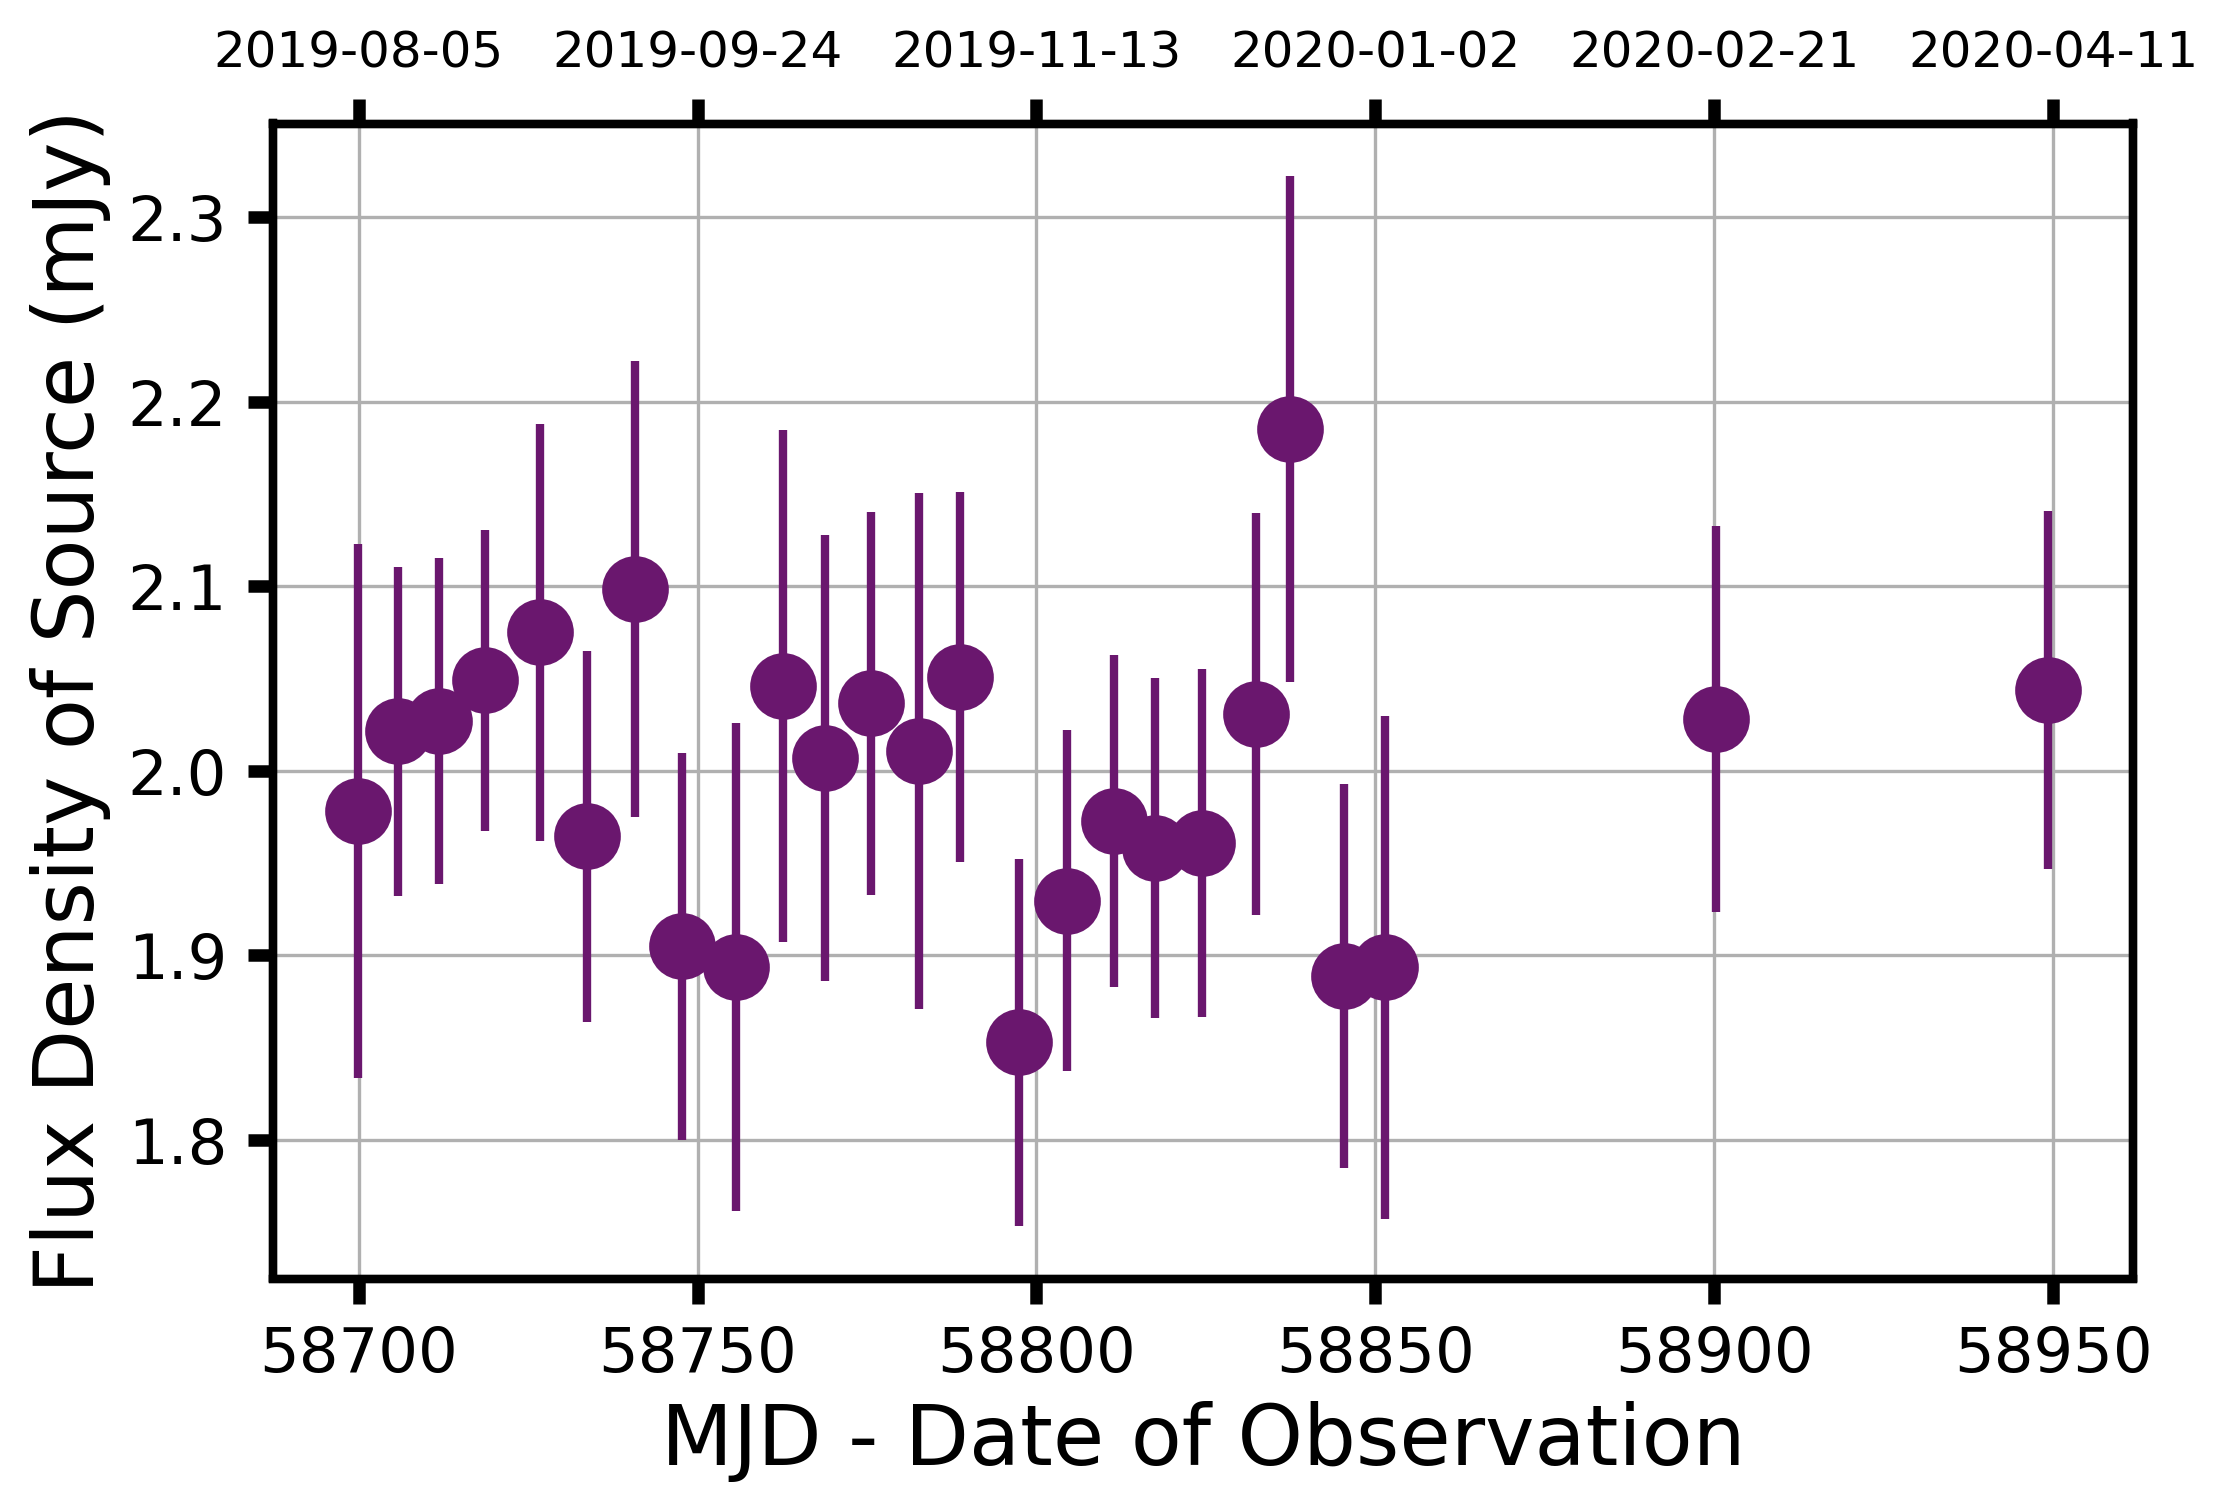 2019-08-05 2019-09-24 2019-11-13 2020-01-02 2020-02-21 2020-04-11
Flux Density of Source (mJy)
2.3
2.2
2.1
2.0
1.9
1.8
58700 58750 58800 58850 58900 58950
MJD - Date of Observation